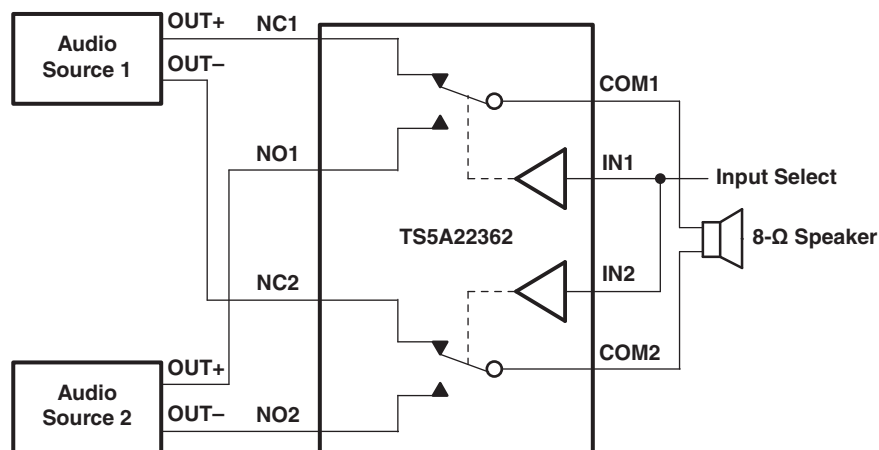 Audio
Source 1
OUT+
OUT–
NC1
NO1
COM1
IN1
Input Select
TS5A22362
8-Ω Speaker
IN2
NC2
COM2
Audio
Source 2
OUT+
OUT–
NO2